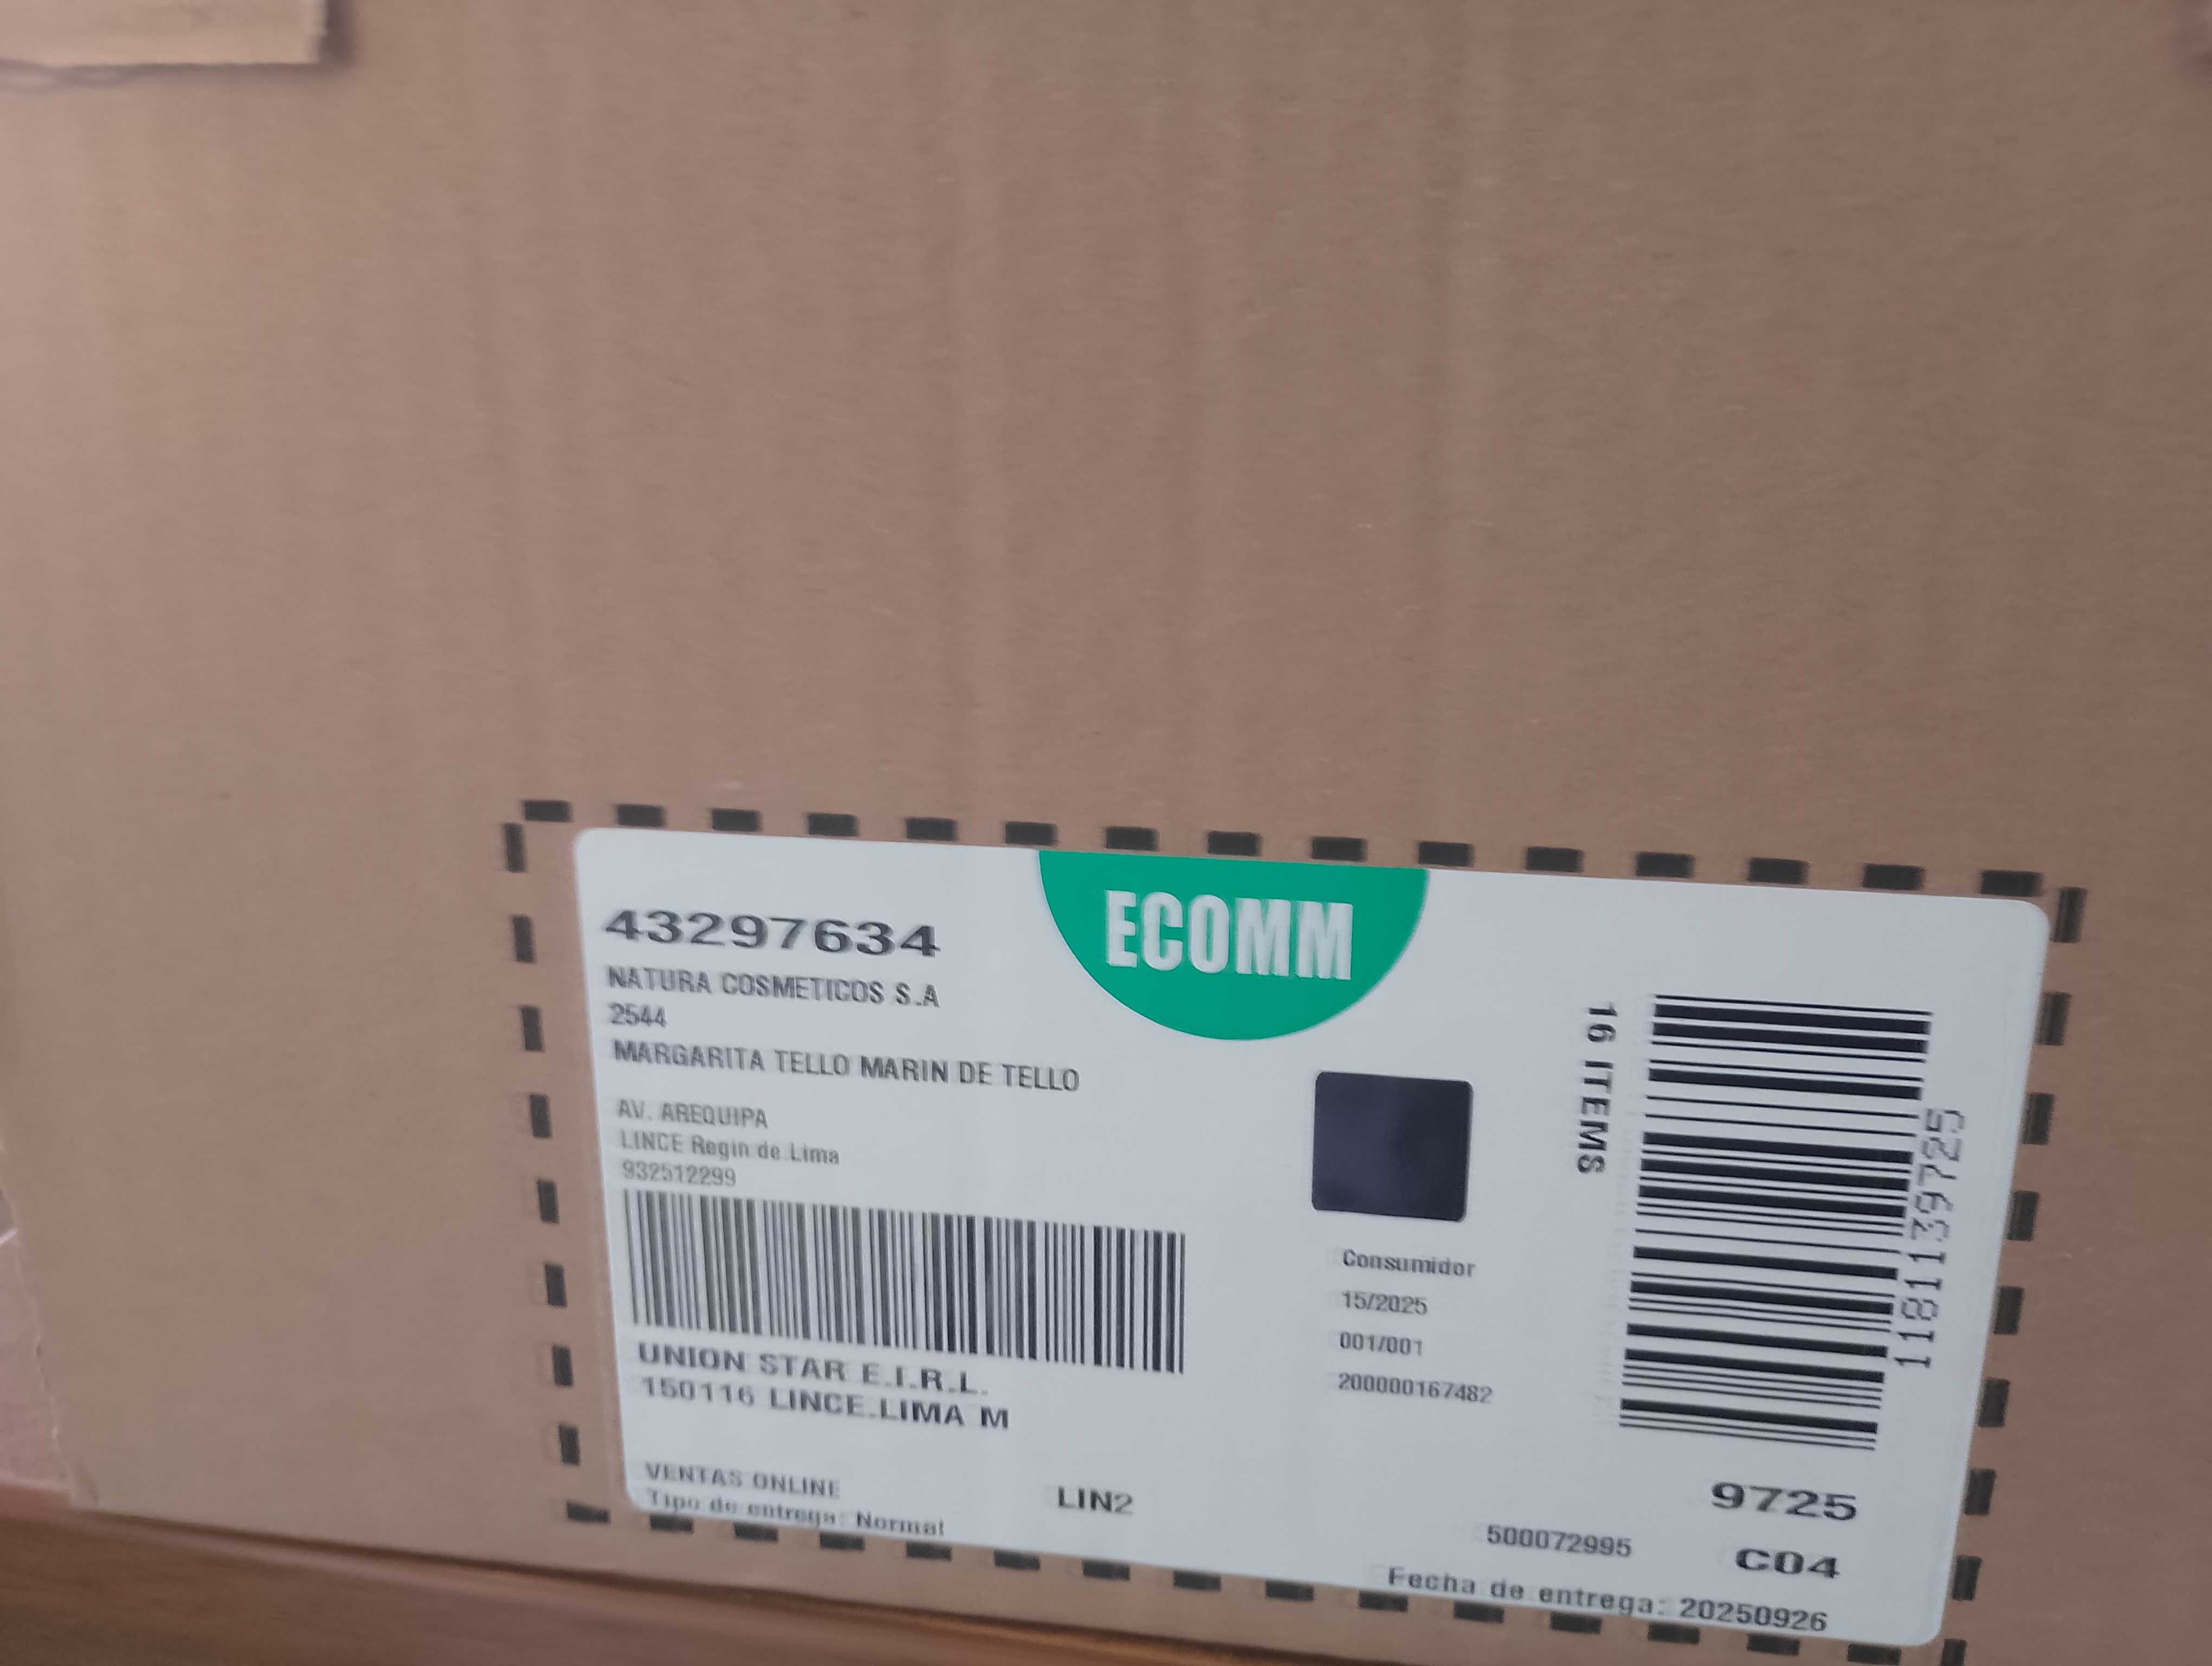 ECOMM
43297634
NATURA COSMETICOS S.A
2544
MARGARITA TELLO MARIN DE TELLO
AV. AREQUIPA
LINCE Regin de Lima
932512299
UNION STAR E.I.R.L.
150116 LINCE.LIMA M
VENTAS ONLINE
Tipo de entrega: Normal
LIN2
Consumidor
15/2025
001/001
200000167482
16 ITEMS
1181139725
9725
500072995
C04
Fecha de entrega: 20250926